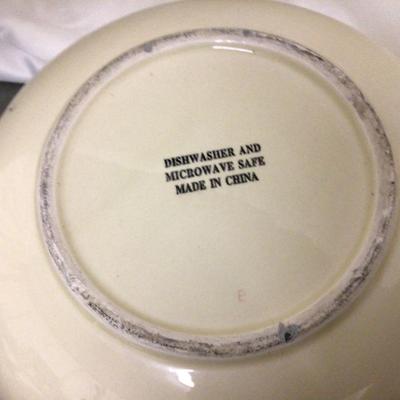 DISHWASHER AND
MICROWAVE SAFE
MADE IN CHINA
E